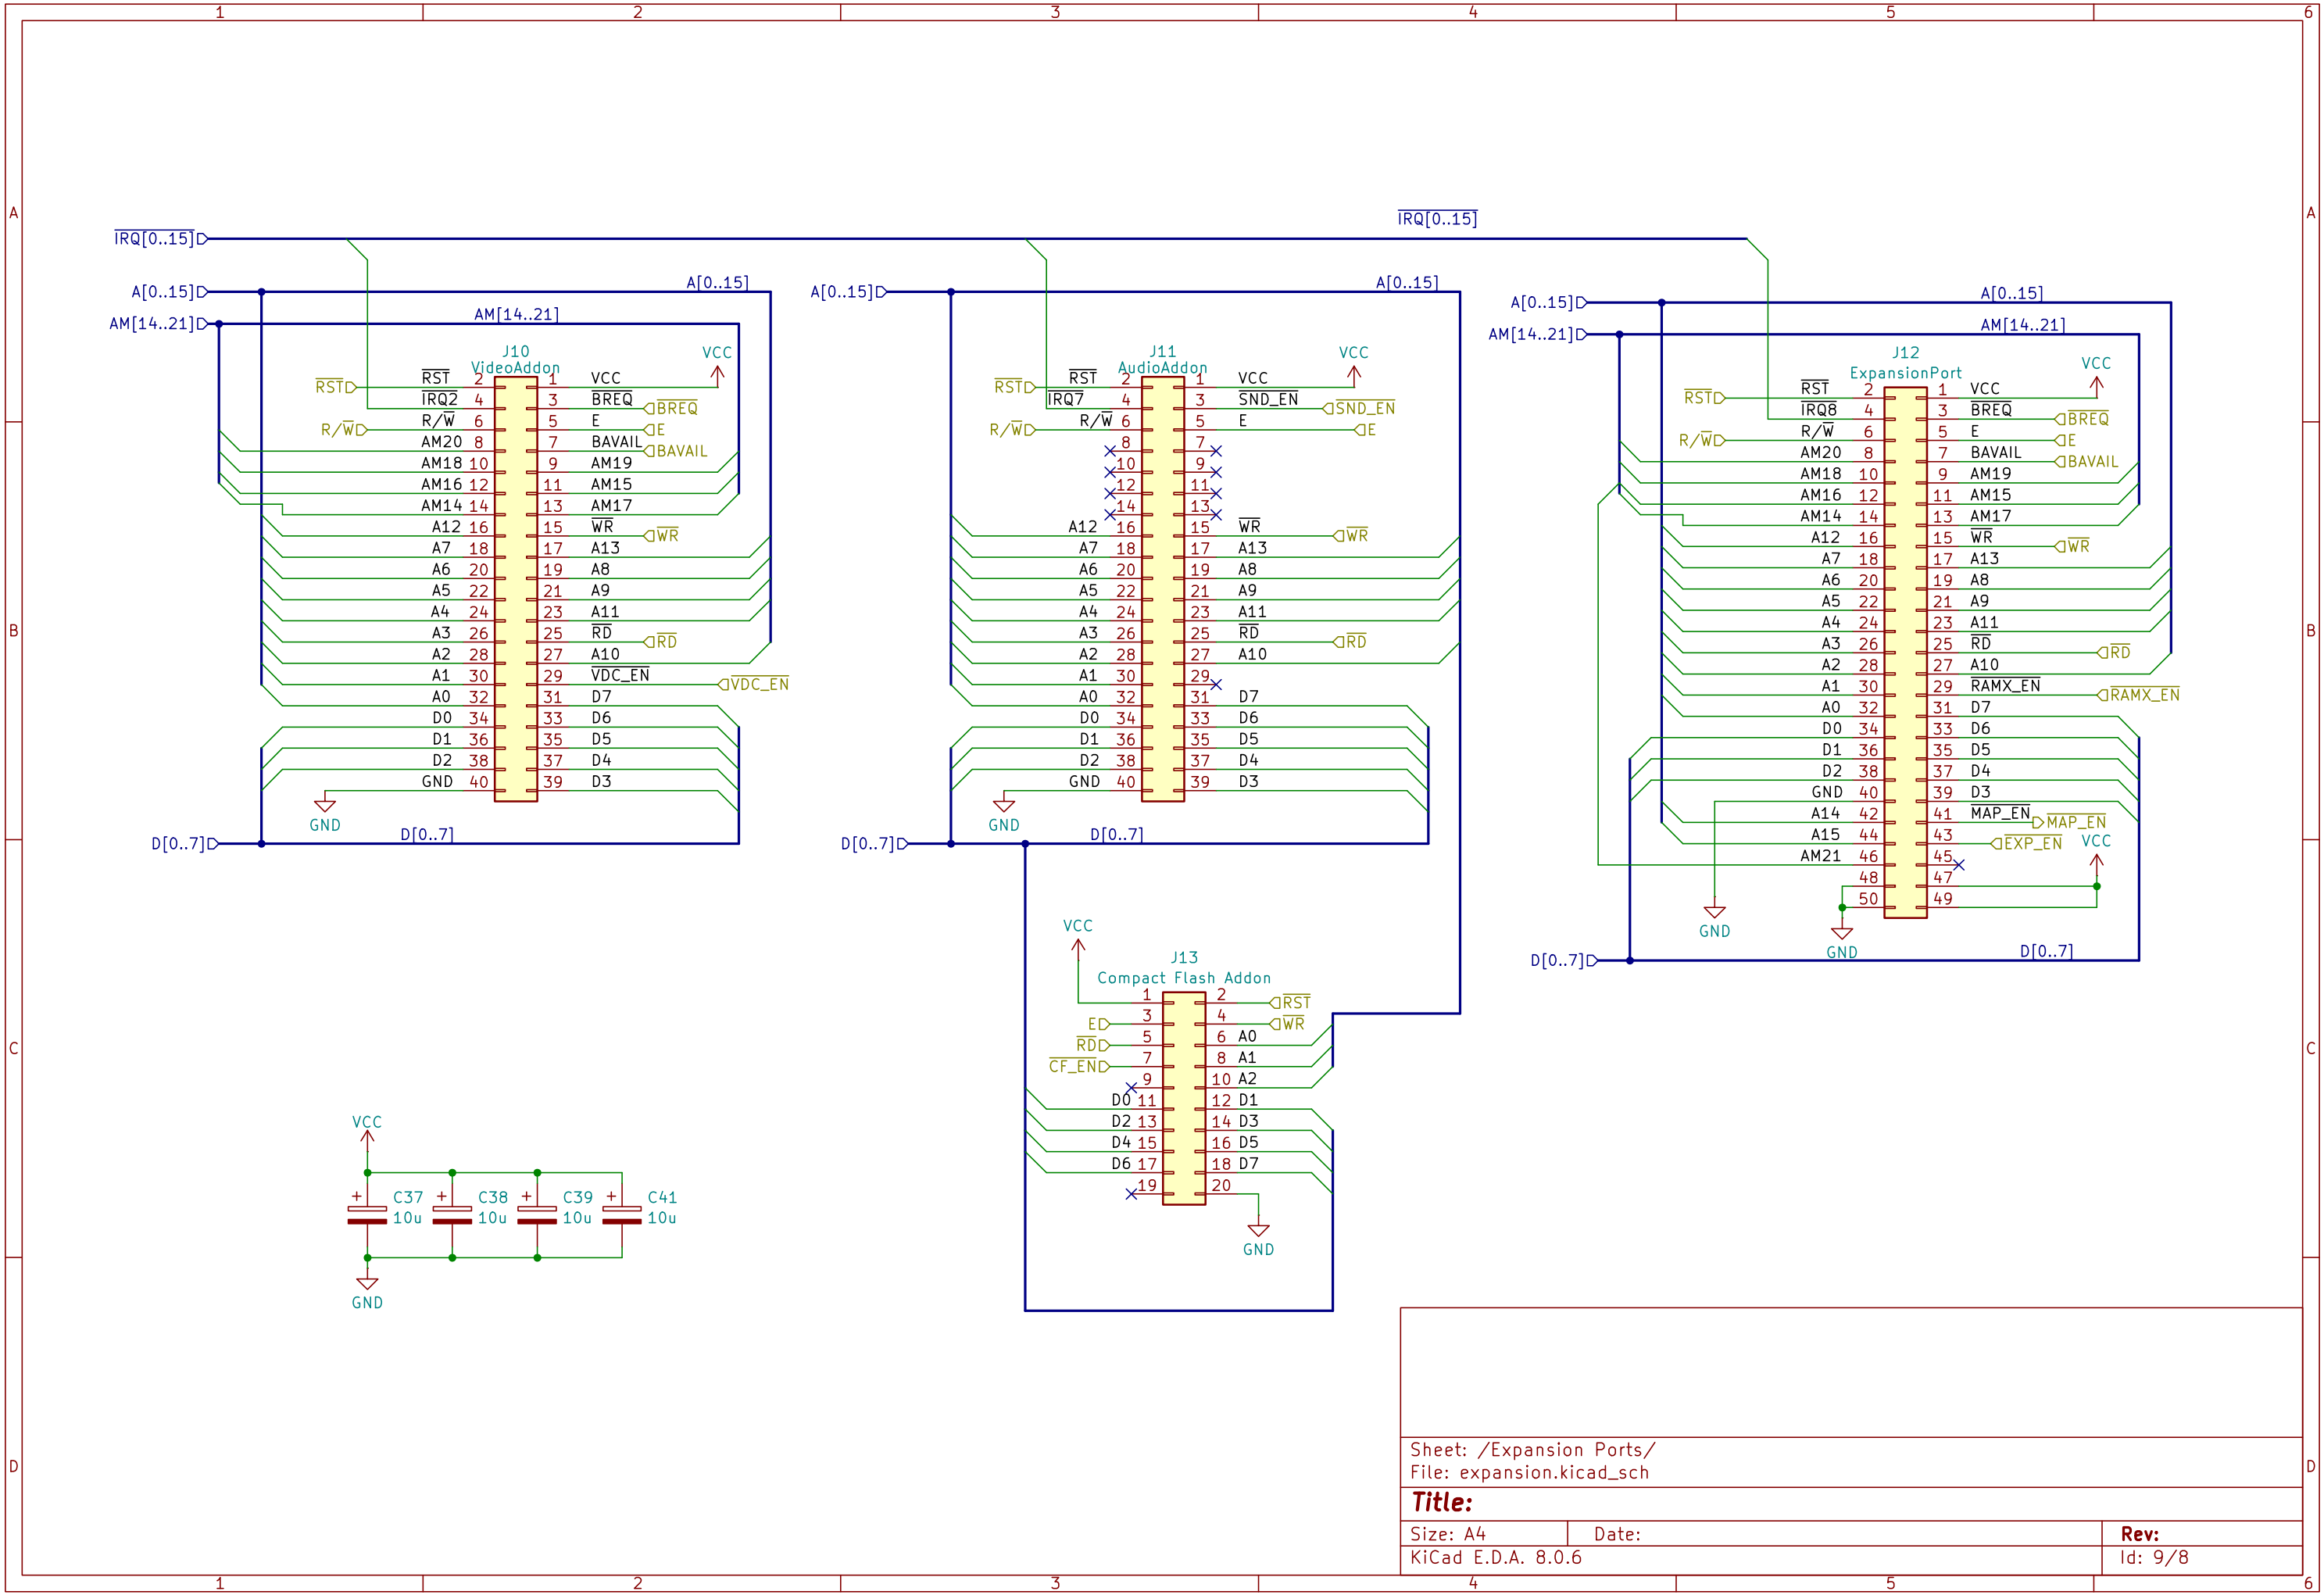 1 2 3 4 5 6
A A
B B
C C
D D
IRQ[0..15] IRQ[0..15]
A[0..15] A[0..15]
AM[14..21] AM[14..21]
J10
VideoAddon
VCC
RST RST 2 1 VCC
IRQ2 4 3 BREQ BREQ
R/W R/W 6 5 E E
AM20 8 7 BAVAIL BAVAIL
AM18 10 9 AM19
AM16 12 11 AM15
AM14 14 13 AM17
A12 16 15 WR WR
A7 18 17 A13
A6 20 19 A8
A5 22 21 A9
A4 24 23 A11
A3 26 25 RD RD
A2 28 27 A10
A1 30 29 VDC_EN VDC_EN
A0 32 31 D7
D0 34 33 D6
D1 36 35 D5
D2 38 37 D4
GND 40 39 D3
GND
D[0..7] D[0..7]
A[0..15] A[0..15]
J11
AudioAddon
VCC
RST RST 2 1 VCC
IRQ7 4 3 SND_EN SND_EN
R/W R/W 6 5 E E
8 7
10 9
12 11
14 13
A12 16 15 WR WR
A7 18 17 A13
A6 20 19 A8
A5 22 21 A9
A4 24 23 A11
A3 26 25 RD RD
A2 28 27 A10
A1 30 29
A0 32 31 D7
D0 34 33 D6
D1 36 35 D5
D2 38 37 D4
GND 40 39 D3
GND
D[0..7] D[0..7]
A[0..15] A[0..15]
AM[14..21] AM[14..21]
J12
ExpansionPort
VCC
RST RST 2 1 VCC
IRQ8 4 3 BREQ BREQ
R/W R/W 6 5 E E
AM20 8 7 BAVAIL BAVAIL
AM18 10 9 AM19
AM16 12 11 AM15
AM14 14 13 AM17
A12 16 15 WR WR
A7 18 17 A13
A6 20 19 A8
A5 22 21 A9
A4 24 23 A11
A3 26 25 RD RD
A2 28 27 A10
A1 30 29 RAMX_EN RAMX_EN
A0 32 31 D7
D0 34 33 D6
D1 36 35 D5
D2 38 37 D4
GND 40 39 D3
A14 42 41 MAP_EN MAP_EN
A15 44 43 EXP_EN VCC
AM21 46 45
48 47
50 49
GND GND
D[0..7] D[0..7]
VCC
J13
Compact Flash Addon
1 2 RST
E 3 4 WR
RD 5 6 A0
CF_EN 7 8 A1
9 10 A2
D0 11 12 D1
D2 13 14 D3
D4 15 16 D5
D6 17 18 D7
19 20
GND
VCC
+ C37 + C38 + C39 + C41
10u 10u 10u 10u
GND
Sheet: /Expansion Ports/
File: expansion.kicad_sch
Title:
Size: A4 Date: Rev:
KiCad E.D.A. 8.0.6 Id: 9/8
1 2 3 4 5 6